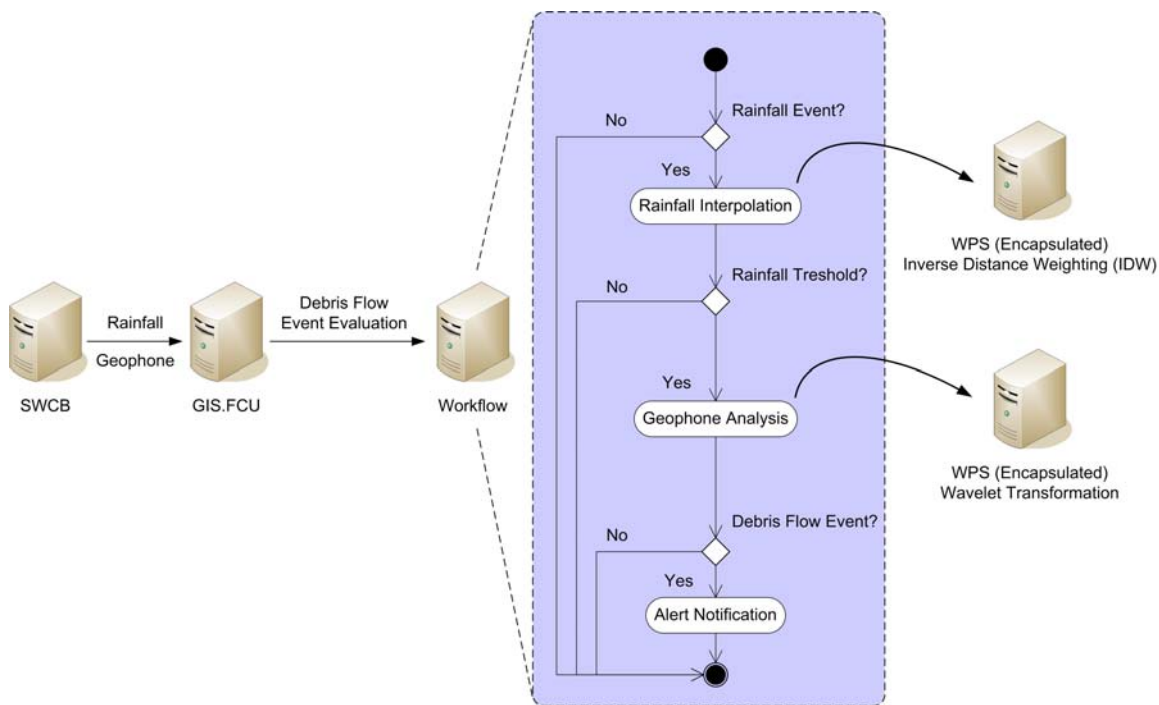 Rainfall Event?
No
Yes
Rainfall Interpolation
WPS (Encapsulated)
Inverse Distance Weighting (IDW)
Rainfall Treshold?
No
Rainfall
Geophone
Debris Flow
Event Evaluation
SWCB
GIS.FCU
Workflow
Yes
Geophone Analysis
WPS (Encapsulated)
Wavelet Transformation
Debris Flow Event?
No
Yes
Alert Notification